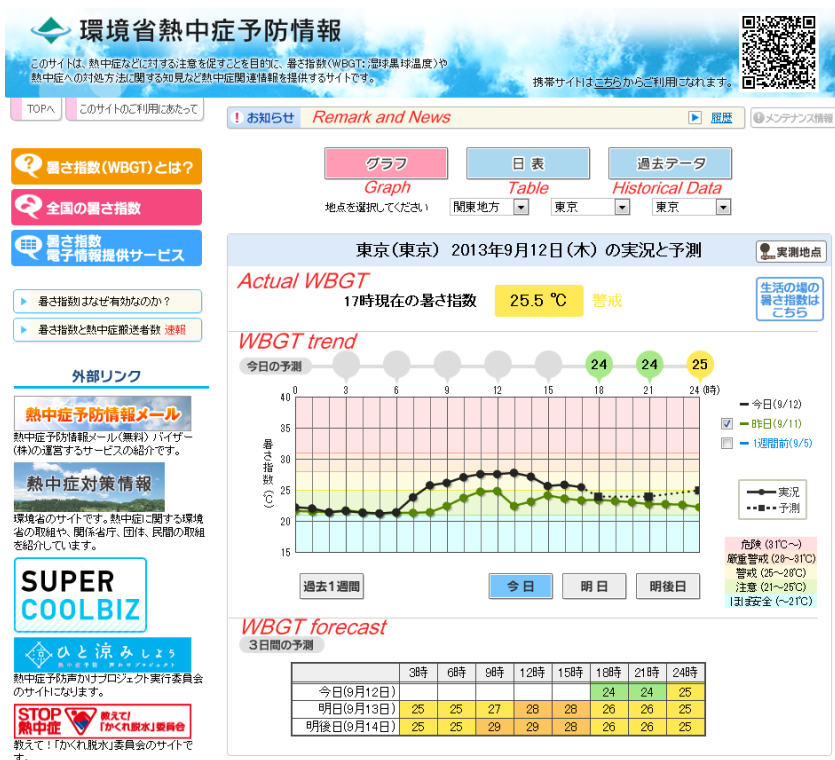 環境省熱中症予防情報
このサイトは、熱中症などに対する注意を促すことを目的に、暑さ指数(WBGT:湿球黒球温度)や
熱中症への対処方法に関する知見など熱中症関連情報を提供するサイトです。
携帯サイトはこちらからご利用になれます。
TOPへ
このサイトのご利用にあたって
! お知らせ Remark and News 履歴
メンテナンス情報
暑さ指数(WBGT)とは?
全国の暑さ指数
暑さ指数
電子情報提供サービス
暑さ指数はなぜ有効なのか?
暑さ指数と熱中症搬送者数 速報
外部リンク
熱中症予防情報メール
熱中症予防情報メール(無料) バイザー
(株)の運営するサービスの紹介です。
熱中症対策情報
環境省のサイトです。熱中症に関する環境
省の取組や、関係省庁、団体、民間の取組
を紹介しています。
SUPER
COOLBIZ
ひと涼みしょう
熱中症予防声かけプロジェクト実行委員会
のサイトになります。
STOP
熱中症
教えて!
「かくれ脱水」委員会
教えて!「かくれ脱水」委員会のサイトで
す。
グラフ 日表 過去データ
Graph Table Historical Data
地点を選択してください 関東地方 東京 東京
東京(東京) 2013年9月12日(木) の実況と予測
実測地点
Actual WBGT
17時現在の暑さ指数 25.5 ℃ 警戒
生活の場の
暑さ指数は
こちら
WBGT trend
今日の予測 24 24 25
0 3 6 9 12 15 18 21 24 (時)
暑さ指数(℃)
40
35
30
25
20
15
今日(9/12)
昨日(9/11)
1週間前(9/5)
実況
予測
危険 (31℃~)
厳重警戒 (28~31℃)
警戒 (25~28℃)
注意 (21~25℃)
ほぼ安全 (~21℃)
過去1週間 今日 明日 明後日
WBGT forecast
3日間の予測
3時 6時 9時 12時 15時 18時 21時 24時
今日(9月12日) 24 24 25
明日(9月13日) 25 25 27 28 28 26 26 25
明後日(9月14日) 25 25 29 29 28 26 26 25